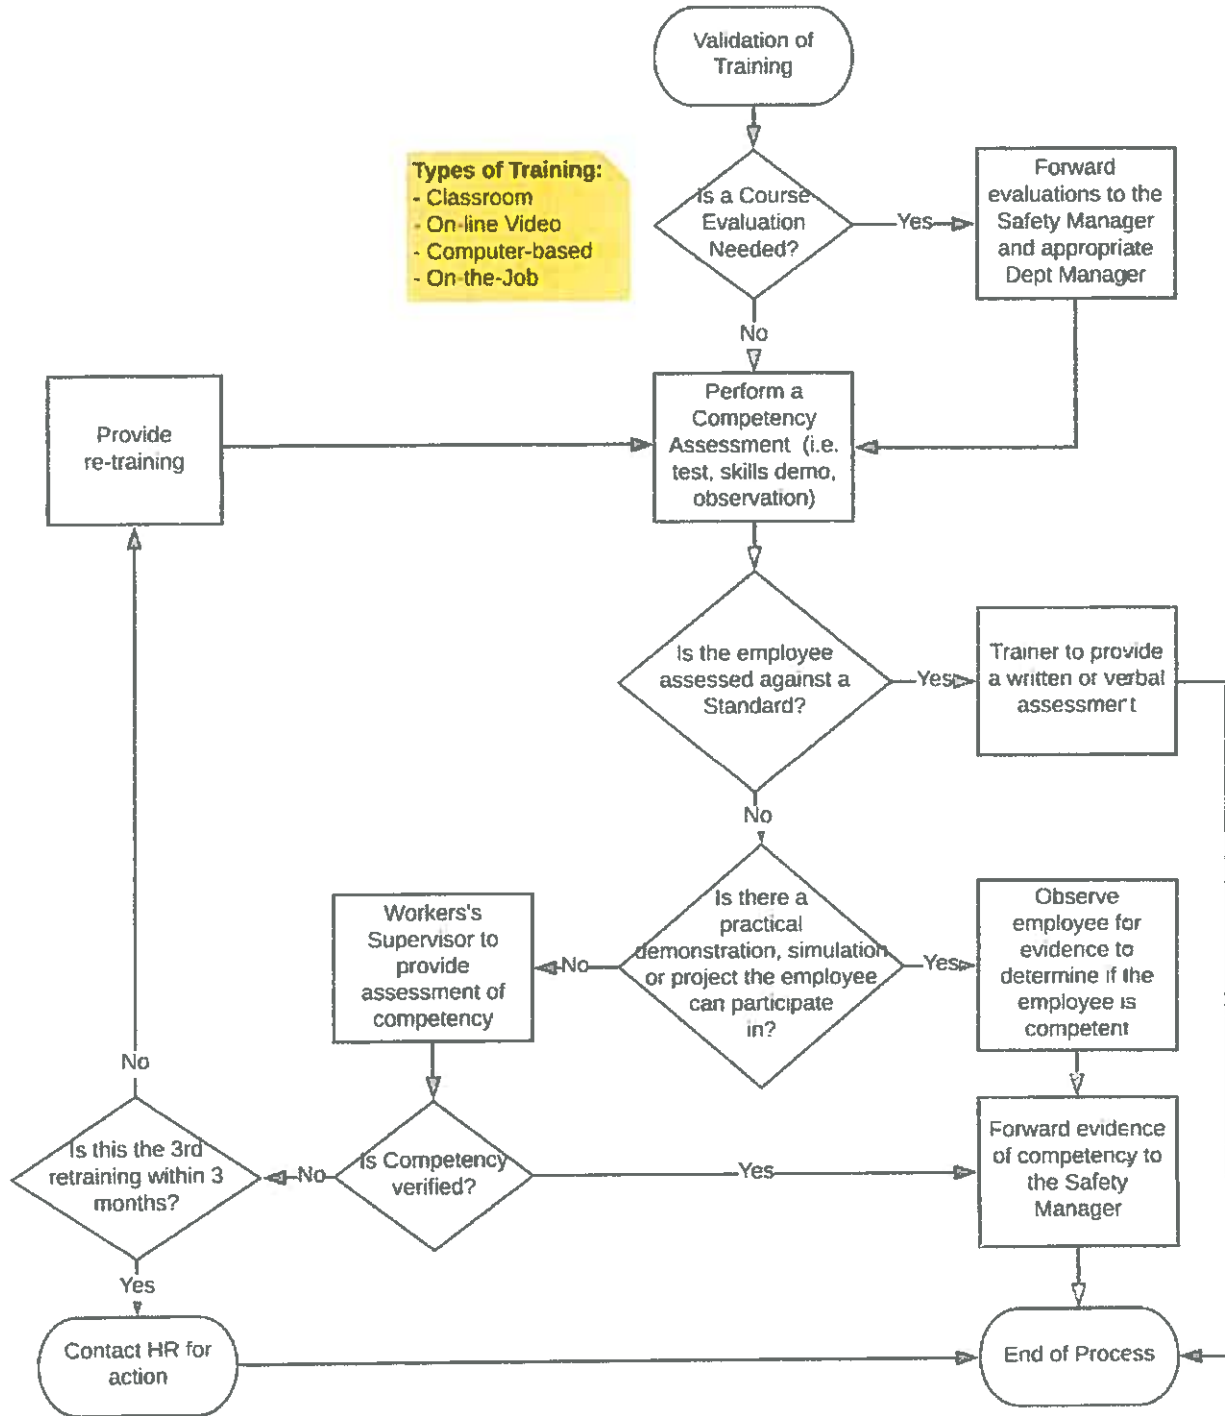 Validation of
Training
Types of Training:
- Classroom
- On-line Video
- Computer-based
- On-the-Job
Is a Course
Evaluation
Needed?
Yes
Forward
evaluations to the
Safety Manager
and appropriate
Dept Manager
No
Provide
re-training
Perform a
Competency
Assessment (i.e.
test, skills demo,
observation)
Is the employee
assessed against a
Standard?
Yes
Trainer to provide
a written or verbal
assessment
No
Workers's
Supervisor to
provide
assessment of
competency
No
Is there a
practical
demonstration, simulation
or project the employee
can participate
in?
Yes
Observe
employee for
evidence to
determine if the
employee is
competent
No
Is this the 3rd
retraining within 3
months?
No
Is Competency
verified?
Yes
Forward evidence
of competency to
the Safety
Manager
Yes
Contact HR for
action
End of Process